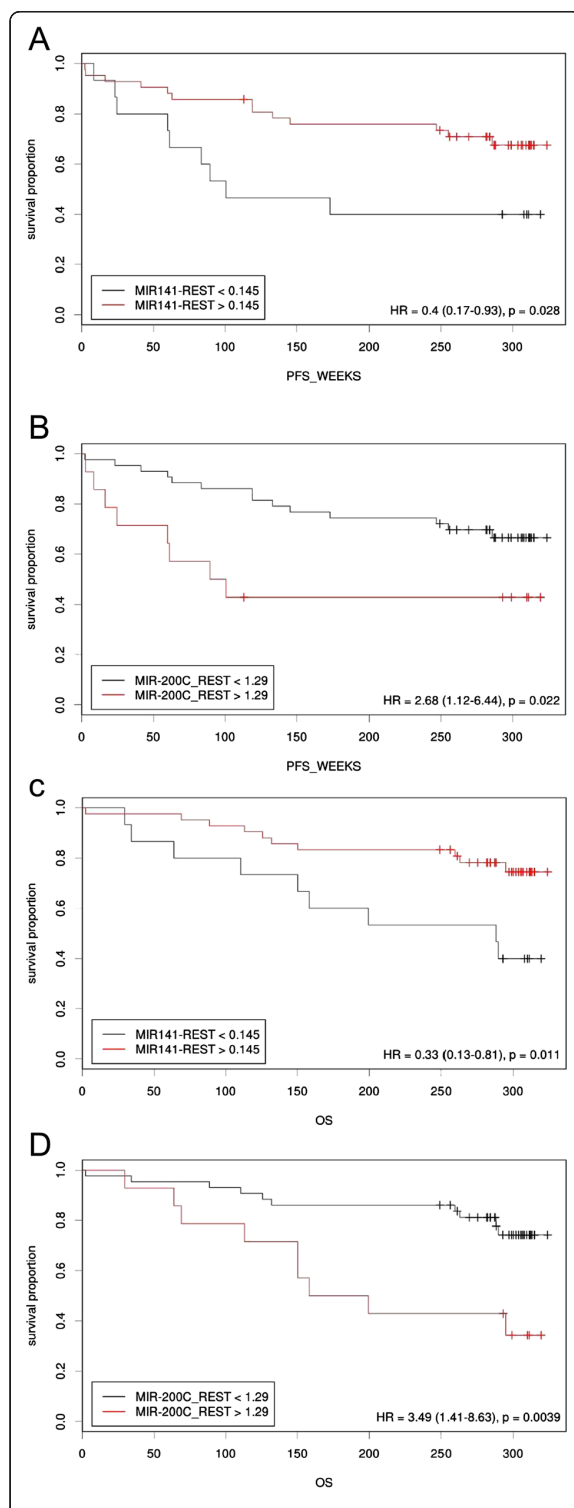 A
survival proportion
1.0
0.8
0.6
0.4
0.2
0.0
MIR141-REST < 0.145
MIR141-REST > 0.145
HR = 0.4 (0.17-0.93), p = 0.028
0 50 100 150 200 250 300
PFS_WEEKS
B
survival proportion
1.0
0.8
0.6
0.4
0.2
0.0
MIR-200C_REST < 1.29
MIR-200C_REST > 1.29
HR = 2.68 (1.12-6.44), p = 0.022
0 50 100 150 200 250 300
PFS_WEEKS
C
survival proportion
1.0
0.8
0.6
0.4
0.2
0.0
MIR141-REST < 0.145
MIR141-REST > 0.145
HR = 0.33 (0.13-0.81), p = 0.011
0 50 100 150 200 250 300
OS
D
survival proportion
1.0
0.8
0.6
0.4
0.2
0.0
MIR-200C_REST < 1.29
MIR-200C_REST > 1.29
HR = 3.49 (1.41-8.63), p = 0.0039
0 50 100 150 200 250 300
OS